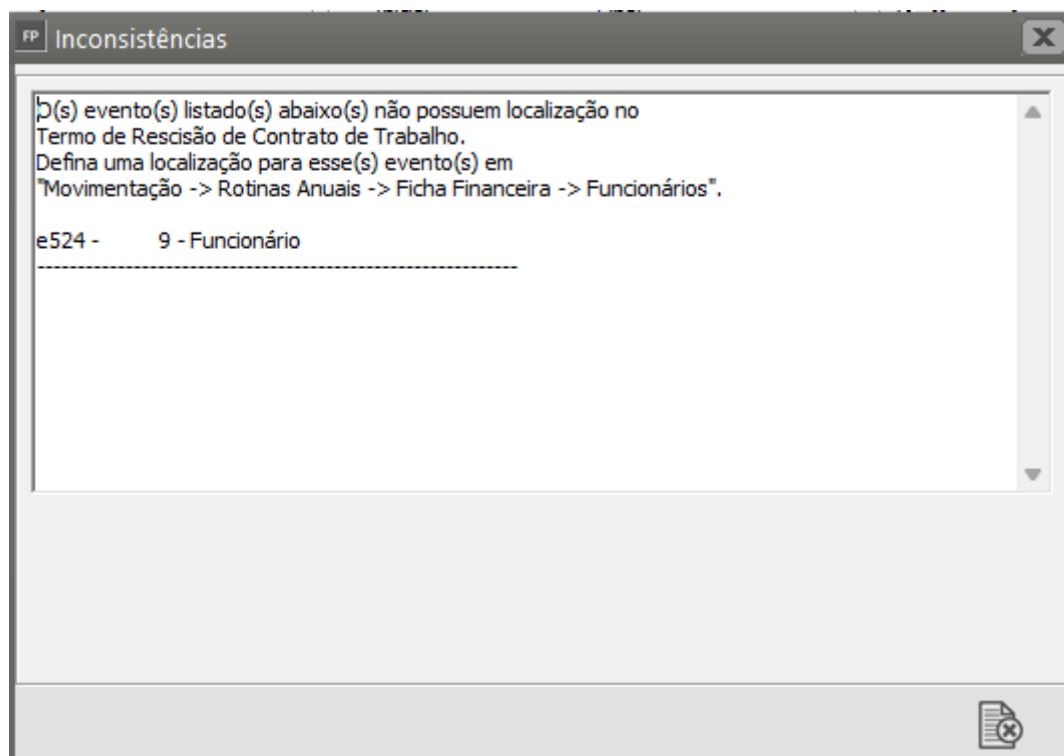 FP Inconsistências
O(s) evento(s) listado(s) abaixo(s) não possuem localização no
Termo de Rescisão de Contrato de Trabalho.
Defina uma localização para esse(s) evento(s) em
"Movimentação -> Rotinas Anuais -> Ficha Financeira -> Funcionários".
e524 - 9 - Funcionário
------------------------------------------------------------